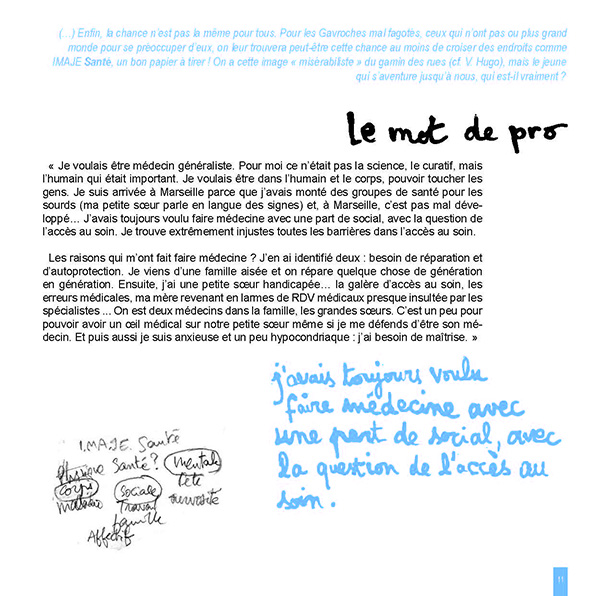 (…) Enfin, la chance n'est pas la même pour tous. Pour les Gavroches mal fagotés, ceux qui n'ont pas ou plus grand
monde pour se préoccuper d'eux, on leur trouvera peut-être cette chance au moins de croiser des endroits comme
IMAJE Santé, un bon papier à tirer ! On a cette image « misérabiliste » du gamin des rues (cf. V. Hugo), mais le jeune
qui s'aventure jusqu'à nous, qui est-il vraiment ?
Le mot de pro
« Je voulais être médecin généraliste. Pour moi ce n'était pas la science, le curatif, mais
l'humain qui était important. Je voulais être dans l'humain et le corps, pouvoir toucher les
gens. Je suis arrivée à Marseille parce que j'avais monté des groupes de santé pour les
sourds (ma petite sœur parle en langue des signes) et, à Marseille, c'est pas mal déve-
loppé… J'avais toujours voulu faire médecine avec une part de social, avec la question de
l'accès au soin. Je trouve extrêmement injustes toutes les barrières dans l'accès au soin.
Les raisons qui m'ont fait faire médecine ? J'en ai identifié deux : besoin de réparation et
d'autoprotection. Je viens d'une famille aisée et on répare quelque chose de génération
en génération. Ensuite, j'ai une petite sœur handicapée… la galère d'accès au soin, les
erreurs médicales, ma mère revenant en larmes de RDV médicaux presque insultée par les
spécialistes ... On est deux médecins dans la famille, les grandes sœurs. C'est un peu pour
pouvoir avoir un œil médical sur notre petite sœur même si je me défends d'être son mé-
decin. Et puis aussi je suis anxieuse et un peu hypocondriaque : j'ai besoin de maîtrise. »
j'avais toujours voulu
faire médecine avec
une part de social, avec
la question de l'accès au
soin.
I.M.A.J.E. Santé
physique Santé ? mentale
corps sociale tête
Travail
famille
Affectif
11